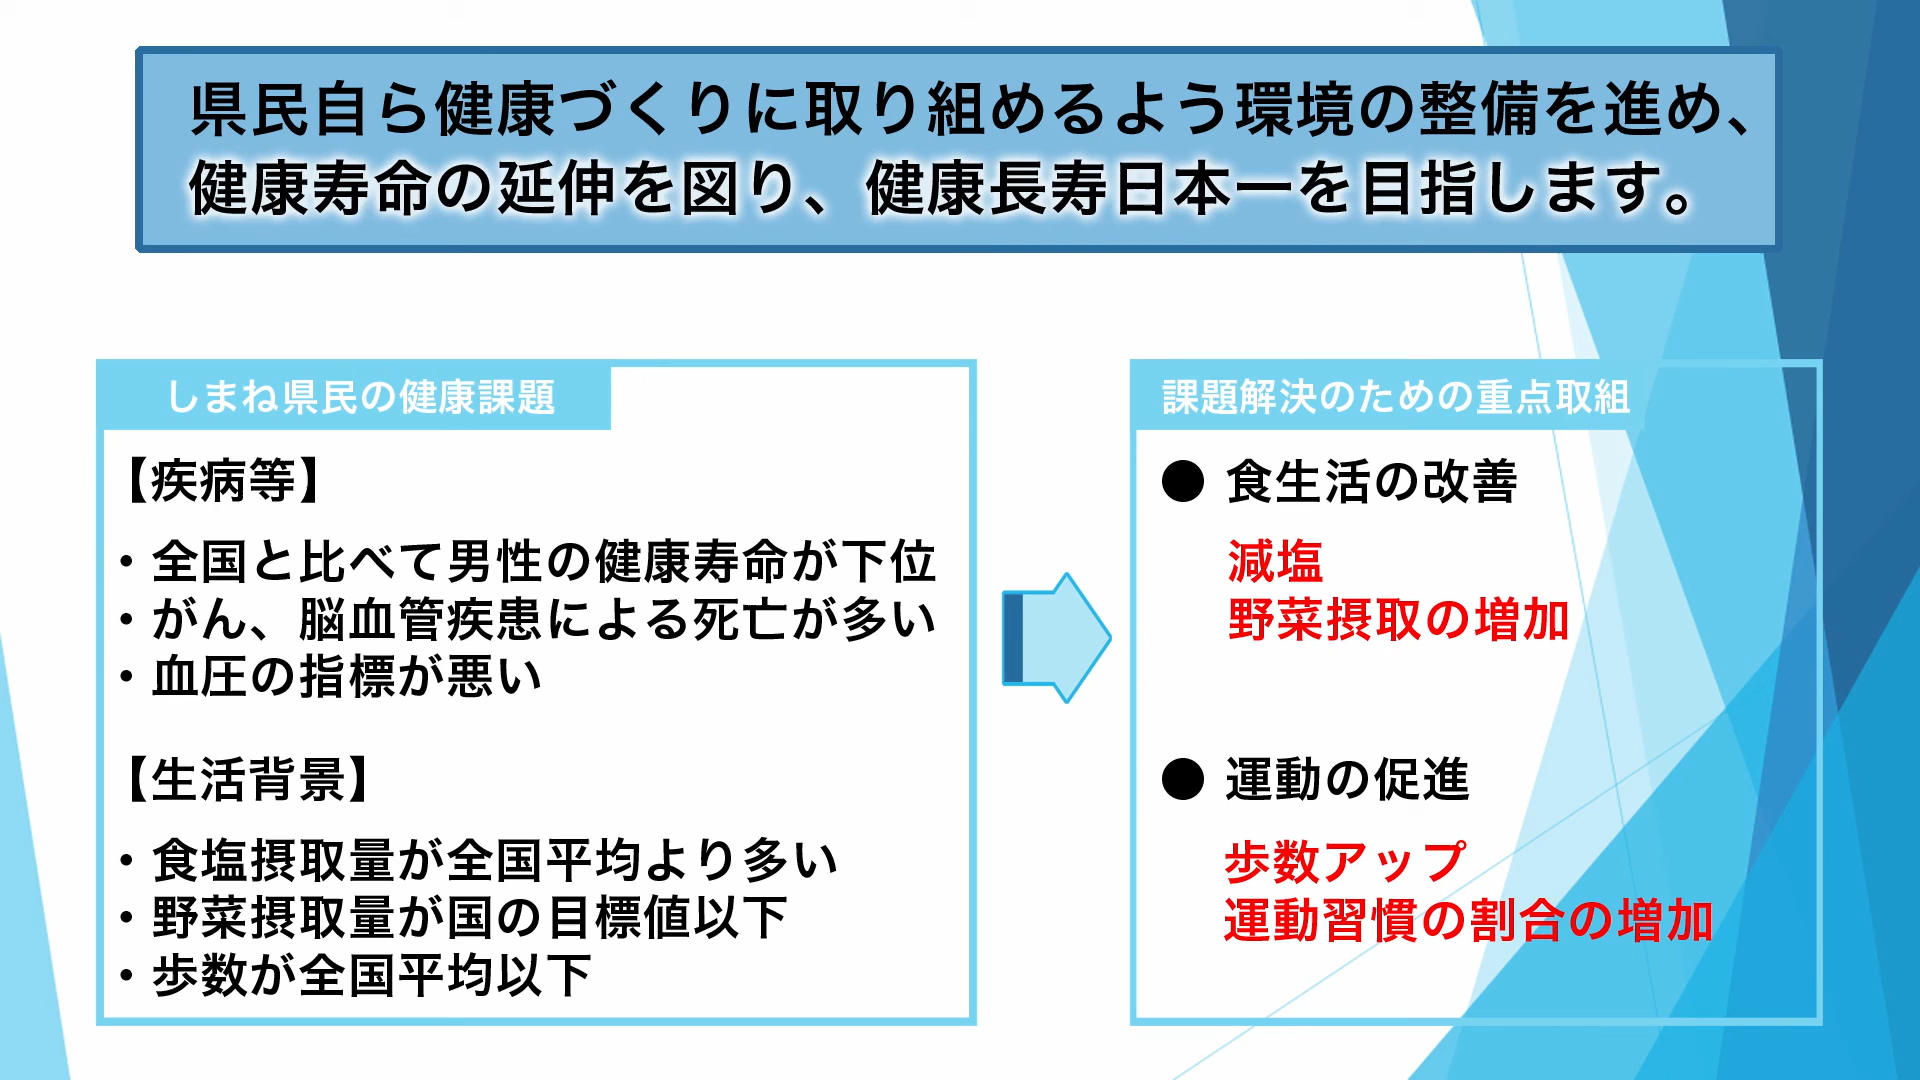 県民自ら健康づくりに取り組めるよう環境の整備を進め、
健康寿命の延伸を図り、健康長寿日本一を目指します。
しまね県民の健康課題
【疾病等】
・全国と比べて男性の健康寿命が下位
・がん、脳血管疾患による死亡が多い
・血圧の指標が悪い
【生活背景】
・食塩摂取量が全国平均より多い
・野菜摂取量が国の目標値以下
・歩数が全国平均以下
課題解決のための重点取組
● 食生活の改善
減塩
野菜摂取の増加
● 運動の促進
歩数アップ
運動習慣の割合の増加